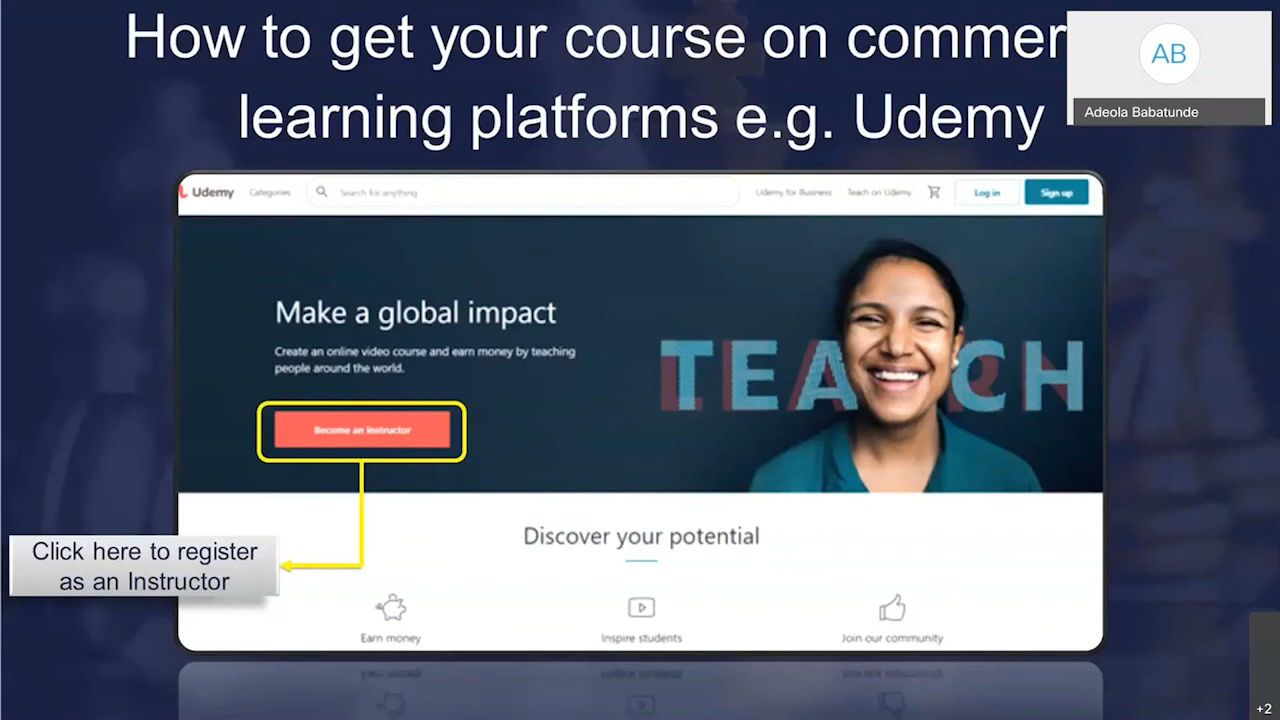 How to get your course on commer
learning platforms e.g. Udemy
AB
Adeola Babatunde
Udemy
Categories
Search for anything
Udemy for Business
Teach on Udemy
Log in
Sign up
Make a global impact
Create an online video course and earn money by teaching
people around the world.
TEACH
Become an Instructor
Click here to register
as an Instructor
Discover your potential
Earn money
Inspire students
Join our community
+2